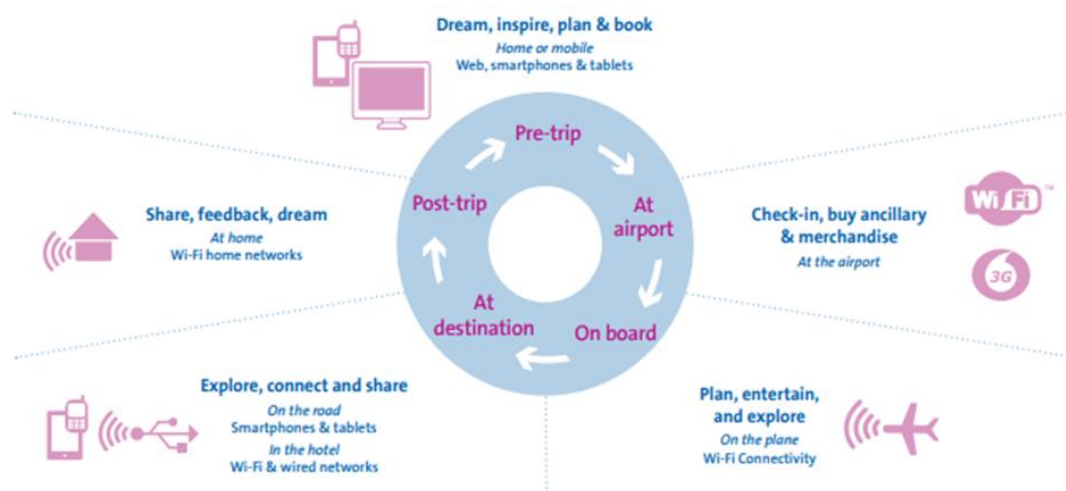 Dream, inspire, plan & book
Home or mobile
Web, smartphones & tablets
Pre-trip
At
airport
On board
At
destination
Post-trip
Check-in, buy ancillary
& merchandise
At the airport
Wi Fi ™
3G
Plan, entertain,
and explore
On the plane
Wi-Fi Connectivity
Explore, connect and share
On the road
Smartphones & tablets
In the hotel
Wi-Fi & wired networks
Share, feedback, dream
At home
Wi-Fi home networks